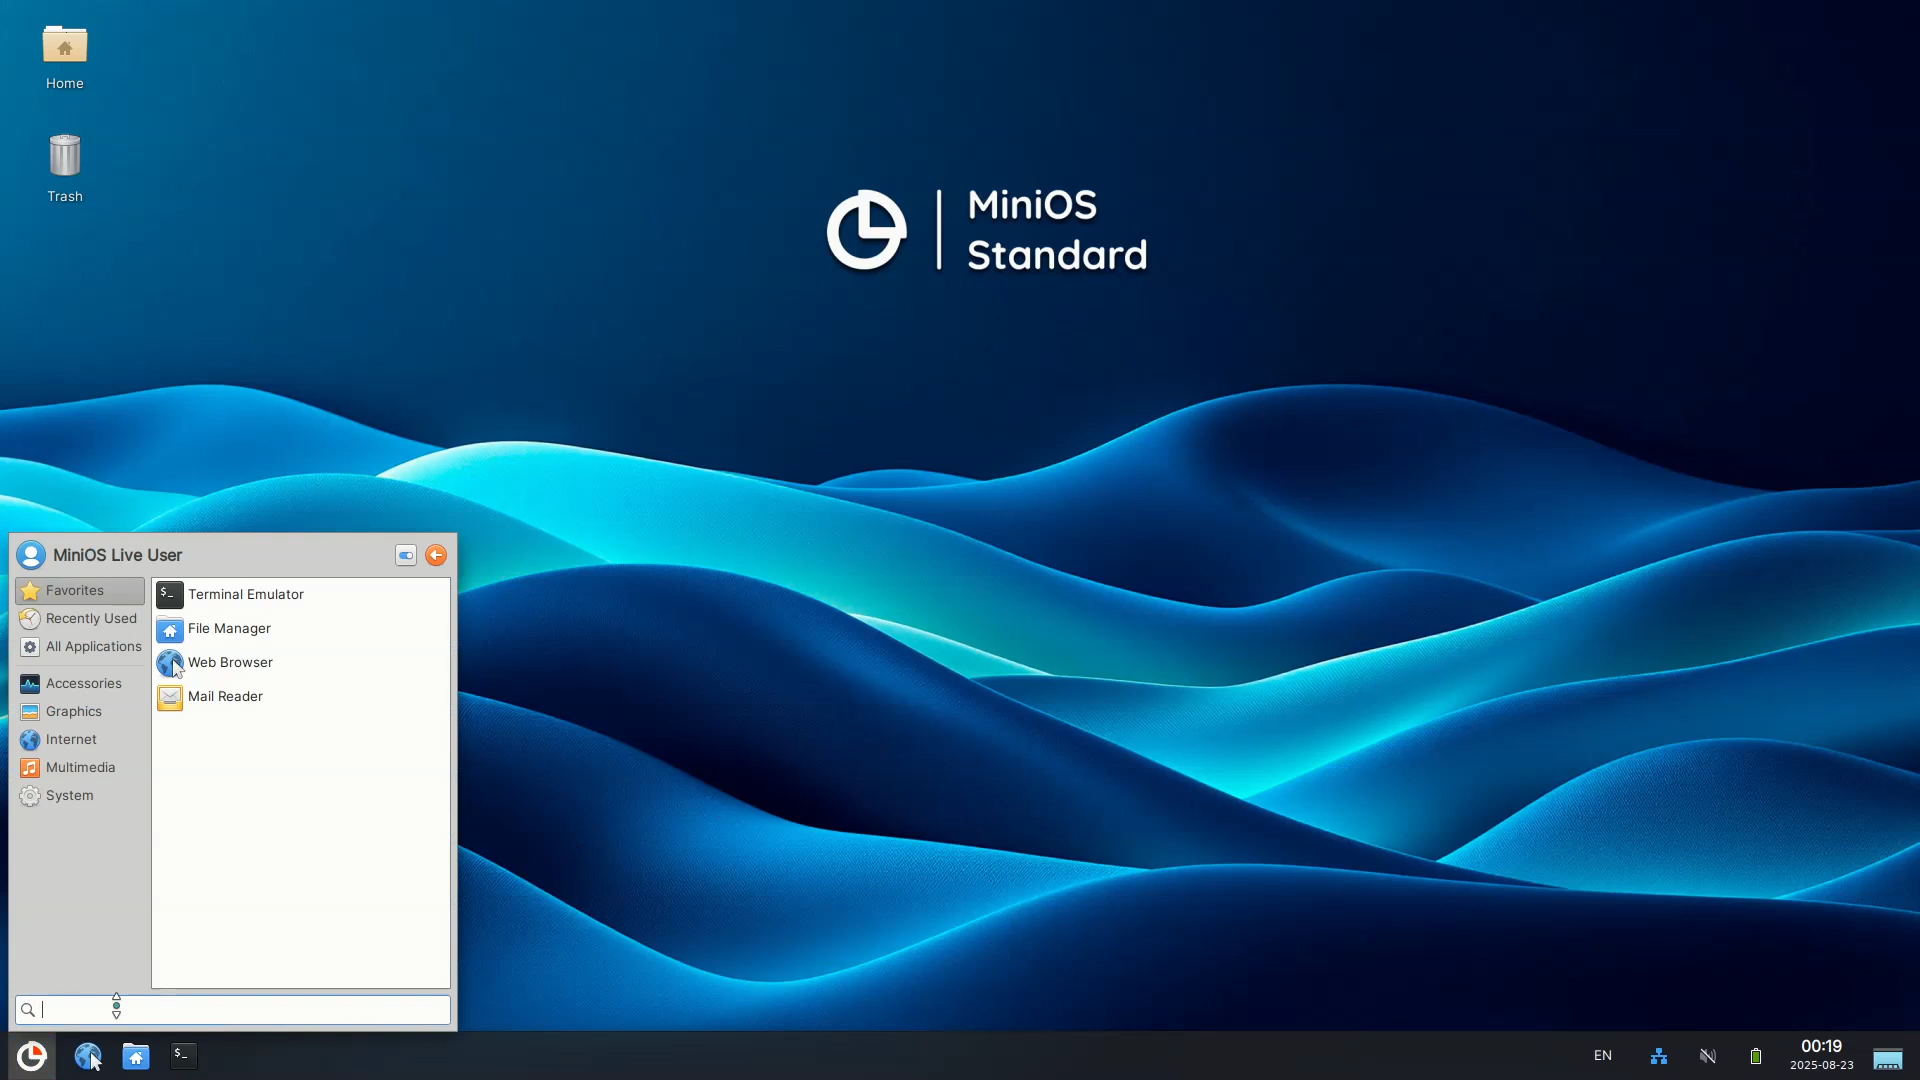 Home
Trash
MiniOS
Standard
MiniOS Live User
Favorites
Recently Used
All Applications
Accessories
Graphics
Internet
Multimedia
System
Terminal Emulator
File Manager
Web Browser
Mail Reader
$_
$_
EN
00:19
2025-08-23